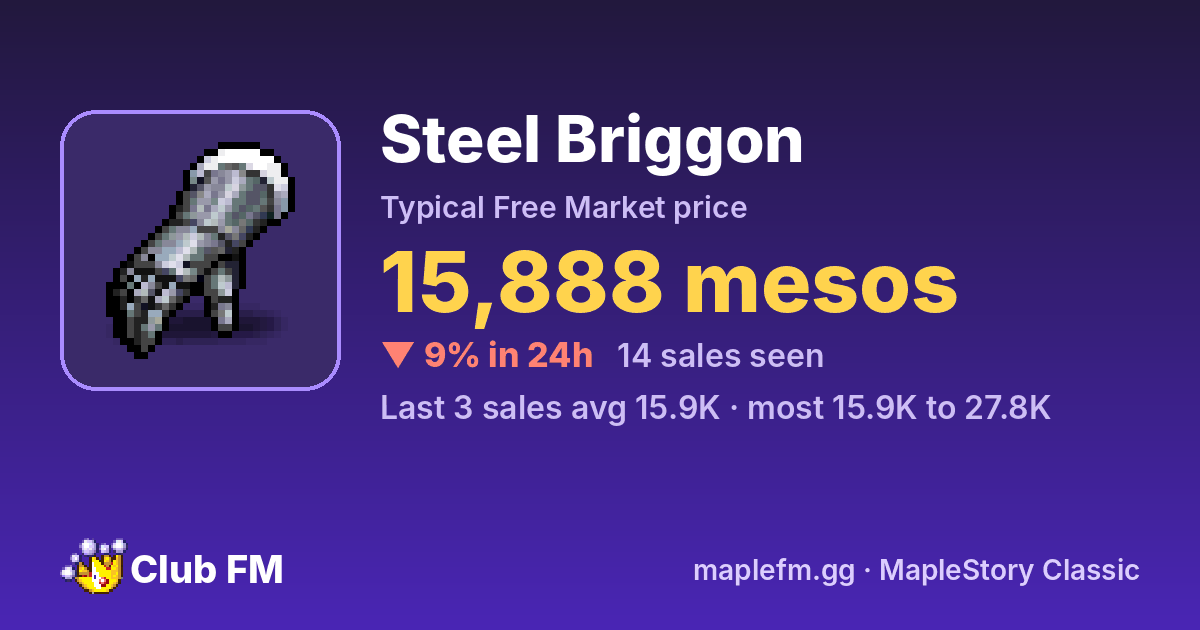 Steel Briggon
Typical Free Market price
15,888 mesos
▼ 9% in 24h 14 sales seen
Last 3 sales avg 15.9K · most 15.9K to 27.8K
Club FM
maplefm.gg · MapleStory Classic